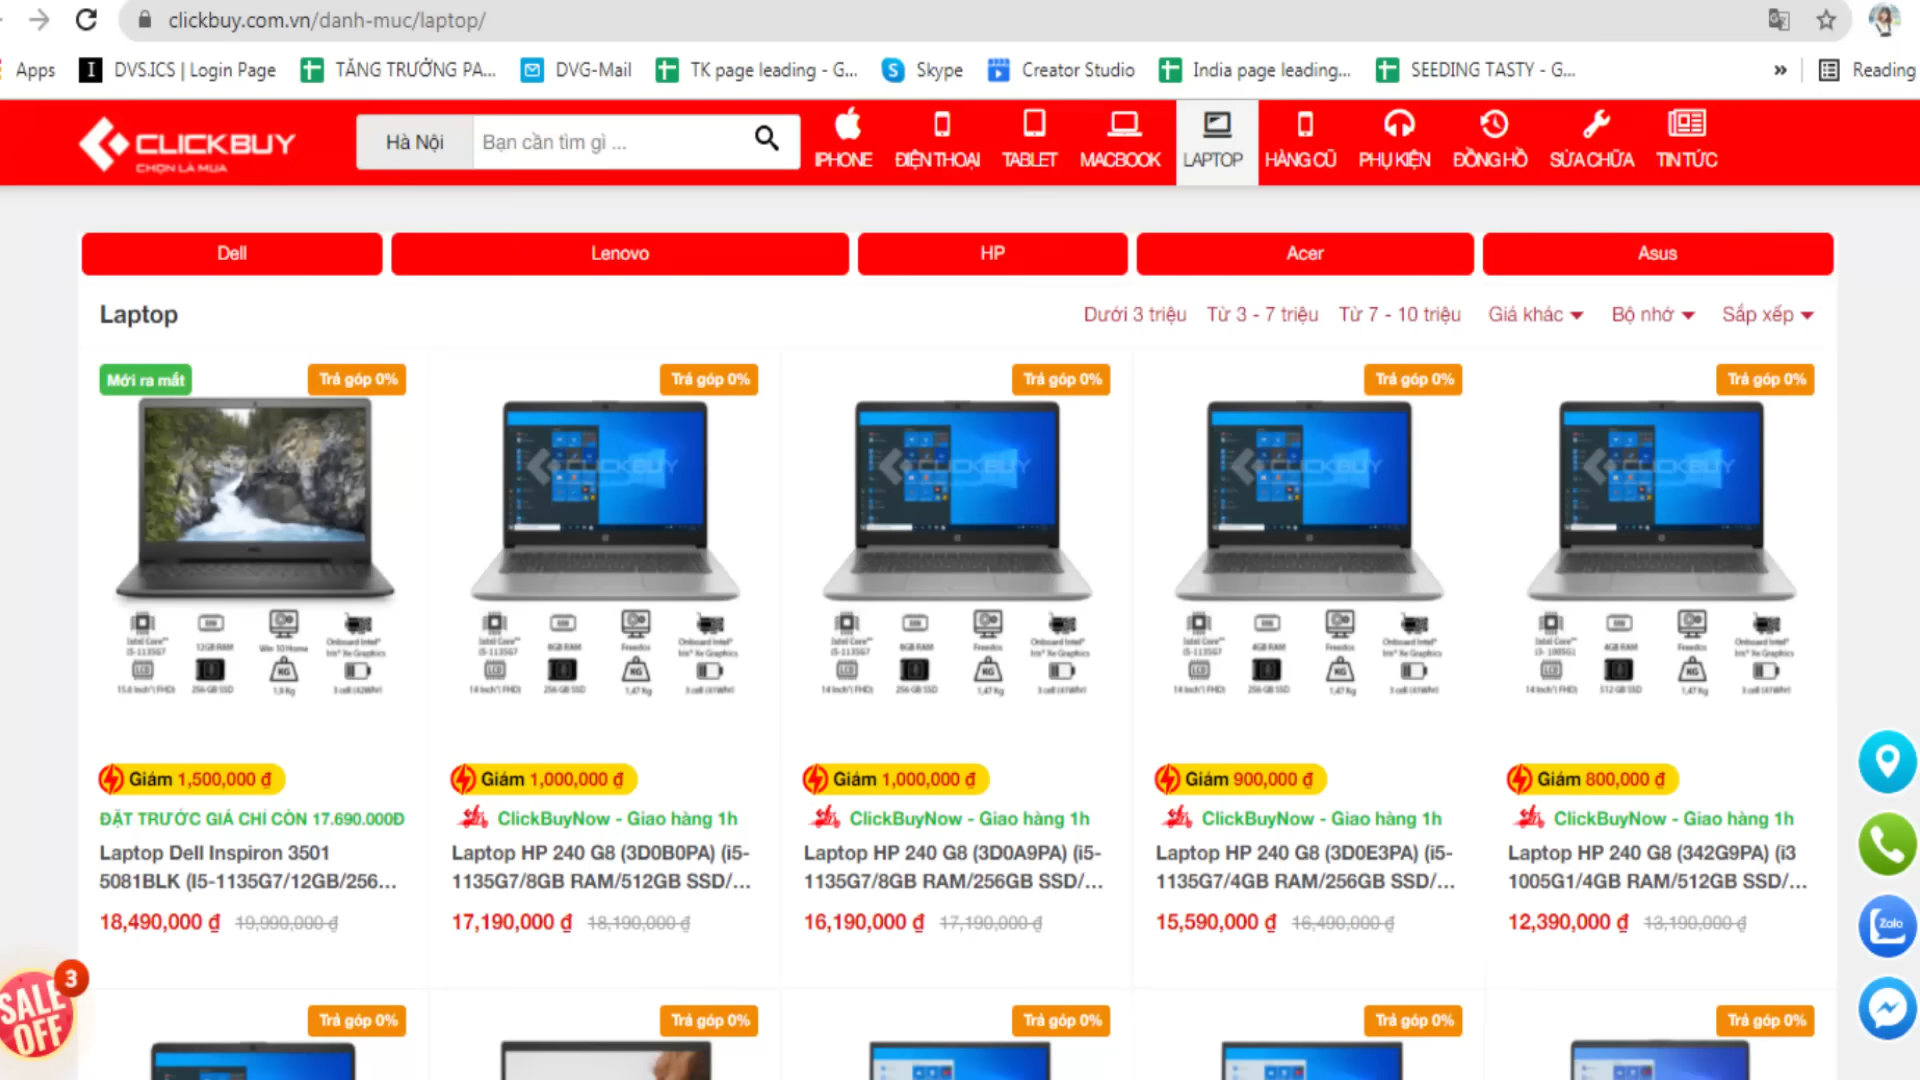 clickbuy.com.vn/danh-muc/laptop/
Apps
DVS.ICS | Login Page
TĂNG TRƯỞNG PA...
DVG-Mail
TK page leading - G...
Skype
Creator Studio
India page leading...
SEEDING TASTY - G...
»
Reading
CLICKBUY
CHỌN LÀ MUA
Hà Nội
Bạn cần tìm gì ...
IPHONE
ĐIỆN THOẠI
TABLET
MACBOOK
LAPTOP
HÀNG CŨ
PHỤ KIỆN
ĐỒNG HỒ
SỬA CHỮA
TIN TỨC
Dell
Lenovo
HP
Acer
Asus
Laptop
Dưới 3 triệu
Từ 3 - 7 triệu
Từ 7 - 10 triệu
Giá khác
Bộ nhớ
Sắp xếp
Mới ra mắt
Trả góp 0%
Trả góp 0%
Trả góp 0%
Trả góp 0%
Trả góp 0%
CLICKBUY
CLICKBUY
CLICKBUY
CLICKBUY
Giảm 1,500,000 ₫
Giảm 1,000,000 ₫
Giảm 1,000,000 ₫
Giảm 900,000 ₫
Giảm 800,000 ₫
ĐẶT TRƯỚC GIÁ CHỈ CÒN 17.690.000Đ
ClickBuyNow - Giao hàng 1h
ClickBuyNow - Giao hàng 1h
ClickBuyNow - Giao hàng 1h
ClickBuyNow - Giao hàng 1h
Laptop Dell Inspiron 3501
5081BLK (I5-1135G7/12GB/256...
Laptop HP 240 G8 (3D0B0PA) (i5-
1135G7/8GB RAM/512GB SSD/...
Laptop HP 240 G8 (3D0A9PA) (i5-
1135G7/8GB RAM/256GB SSD/...
Laptop HP 240 G8 (3D0E3PA) (i5-
1135G7/4GB RAM/256GB SSD/...
Laptop HP 240 G8 (342G9PA) (i3
1005G1/4GB RAM/512GB SSD/...
18,490,000 ₫ 19,990,000 ₫
17,190,000 ₫ 18,190,000 ₫
16,190,000 ₫ 17,190,000 ₫
15,590,000 ₫ 16,490,000 ₫
12,390,000 ₫ 13,190,000 ₫
Zalo
3
SALE
OFF
Trả góp 0%
Trả góp 0%
Trả góp 0%
Trả góp 0%
Trả góp 0%